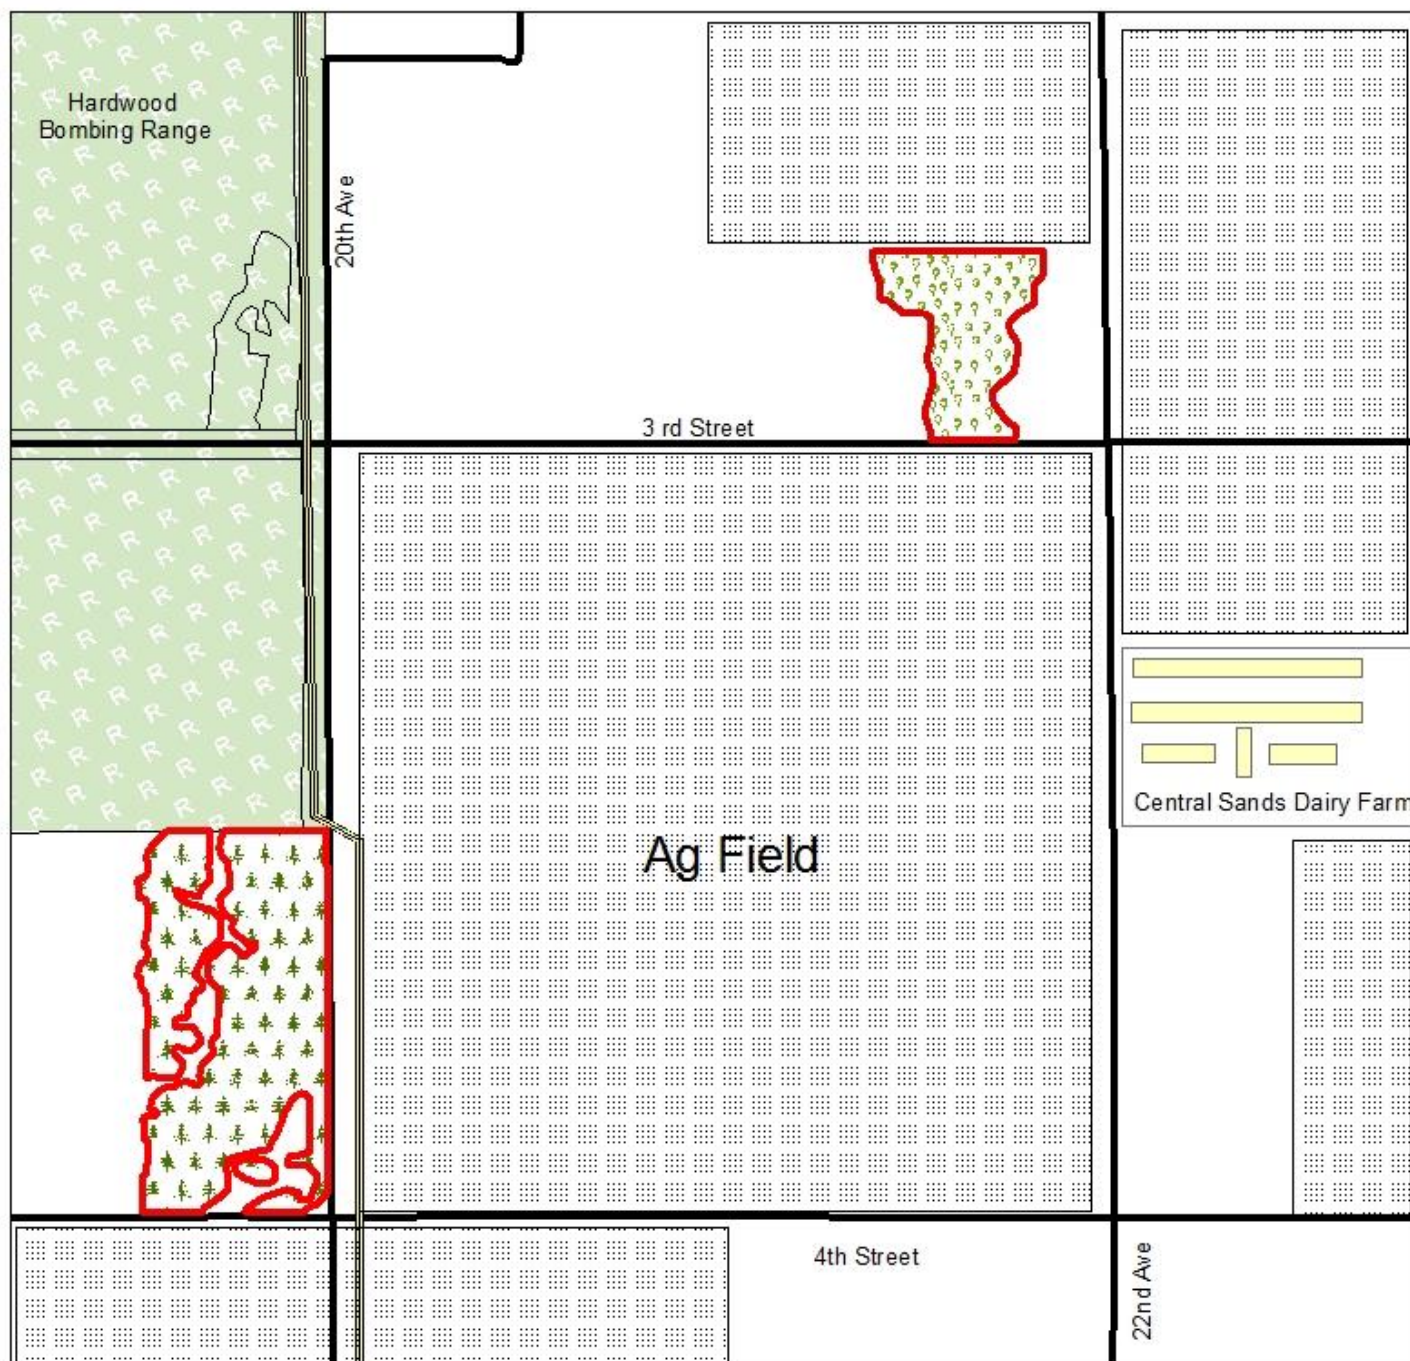 Hardwood
Bombing Range
20th Ave
3 rd Street
Ag Field
Central Sands Dairy Farm
4th Street
22nd Ave